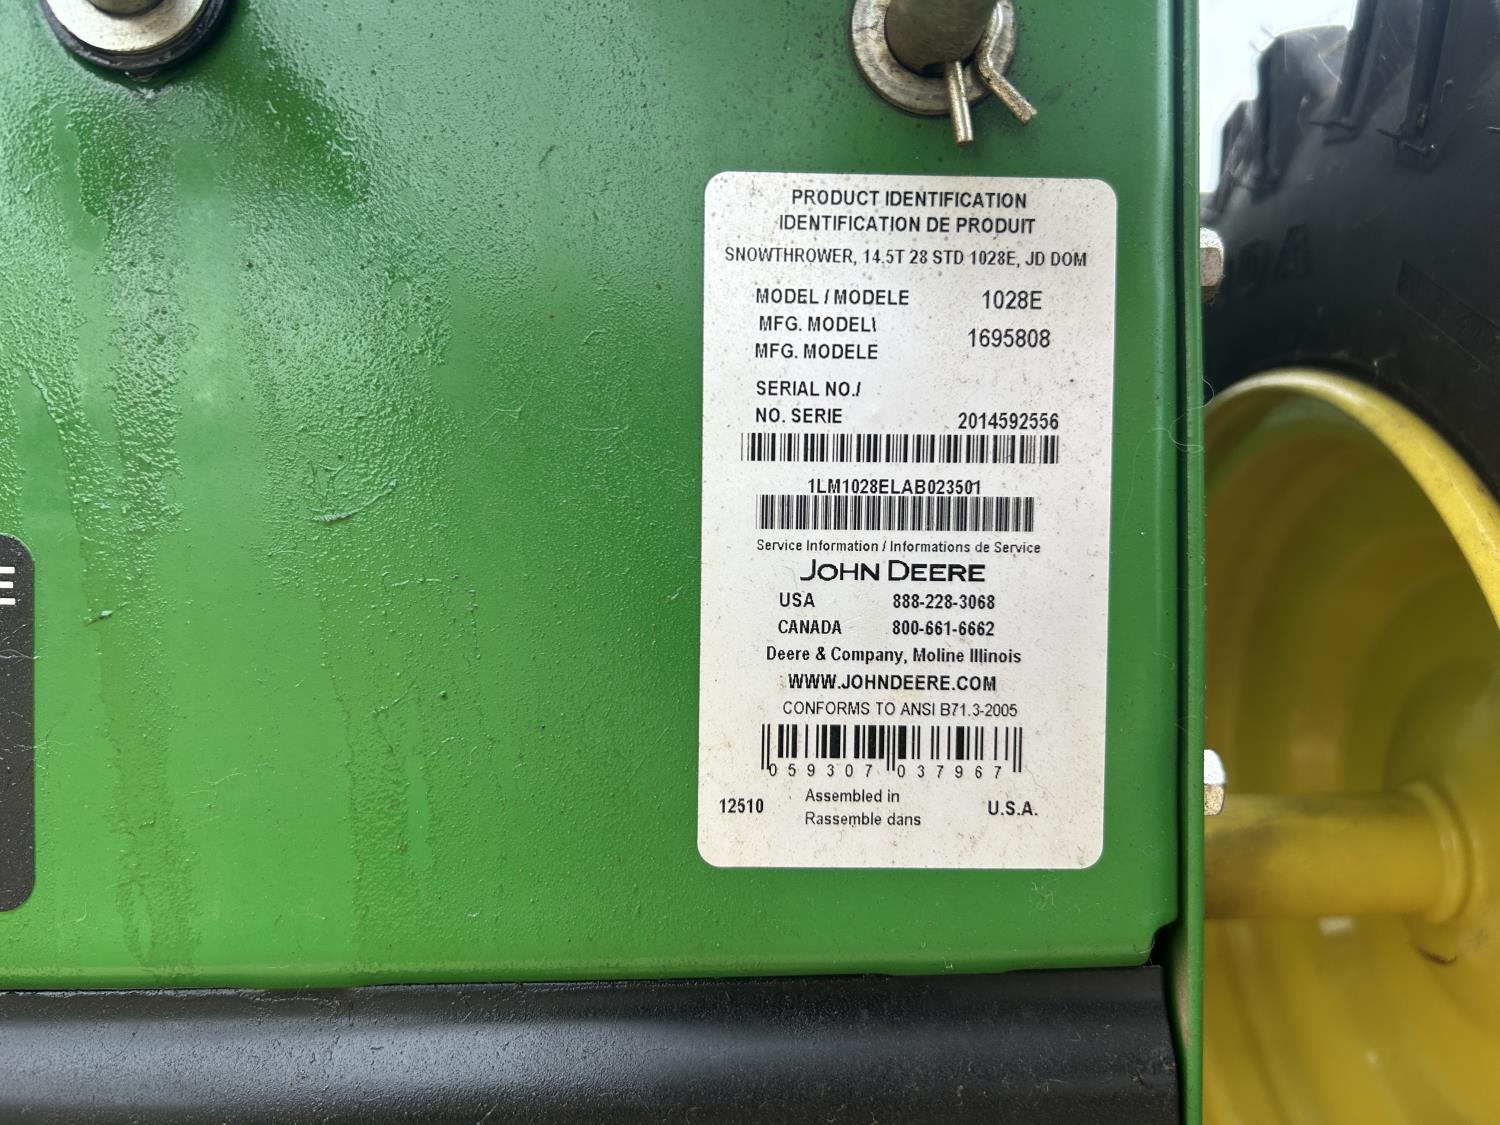 PRODUCT IDENTIFICATION
IDENTIFICATION DE PRODUIT
SNOWTHROWER, 14.5T 28 STD 1028E, JD DOM
MODEL / MODELE 1028E
MFG. MODEL\
MFG. MODELE 1695808
SERIAL NO./
NO. SERIE 2014592556
1LM1028ELAB023501
Service Information / Informations de Service
JOHN DEERE
USA 888-228-3068
CANADA 800-661-6662
Deere & Company, Moline Illinois
WWW.JOHNDEERE.COM
CONFORMS TO ANSI B71.3-2005
0 59307 03796 7
12510 Assembled in U.S.A.
Rassemble dans
E